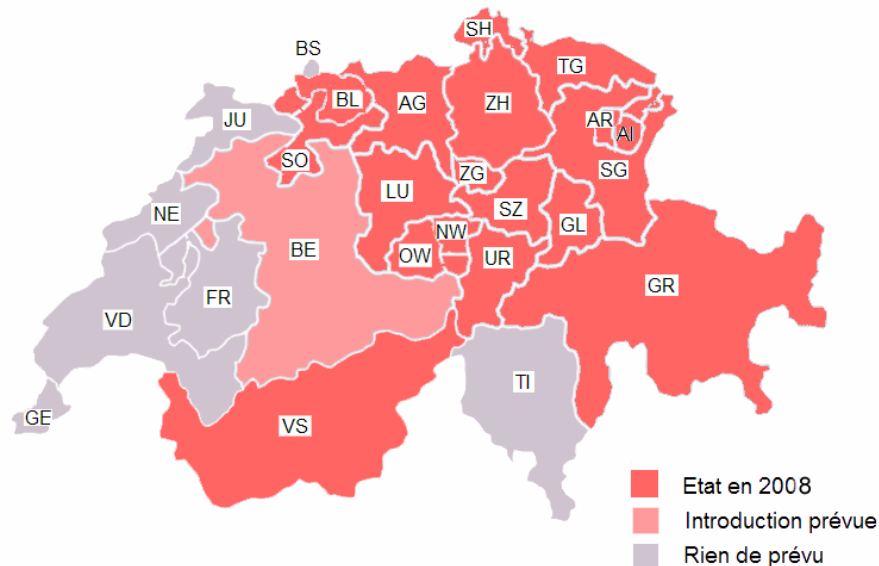 SH
BS
TG
BL
AG
ZH
JU
AR
AI
SO
ZG
SG
LU
NE
SZ
NW
GL
BE
OW
UR
FR
GR
VD
TI
GE
VS
Etat en 2008
Introduction prévue
Rien de prévu